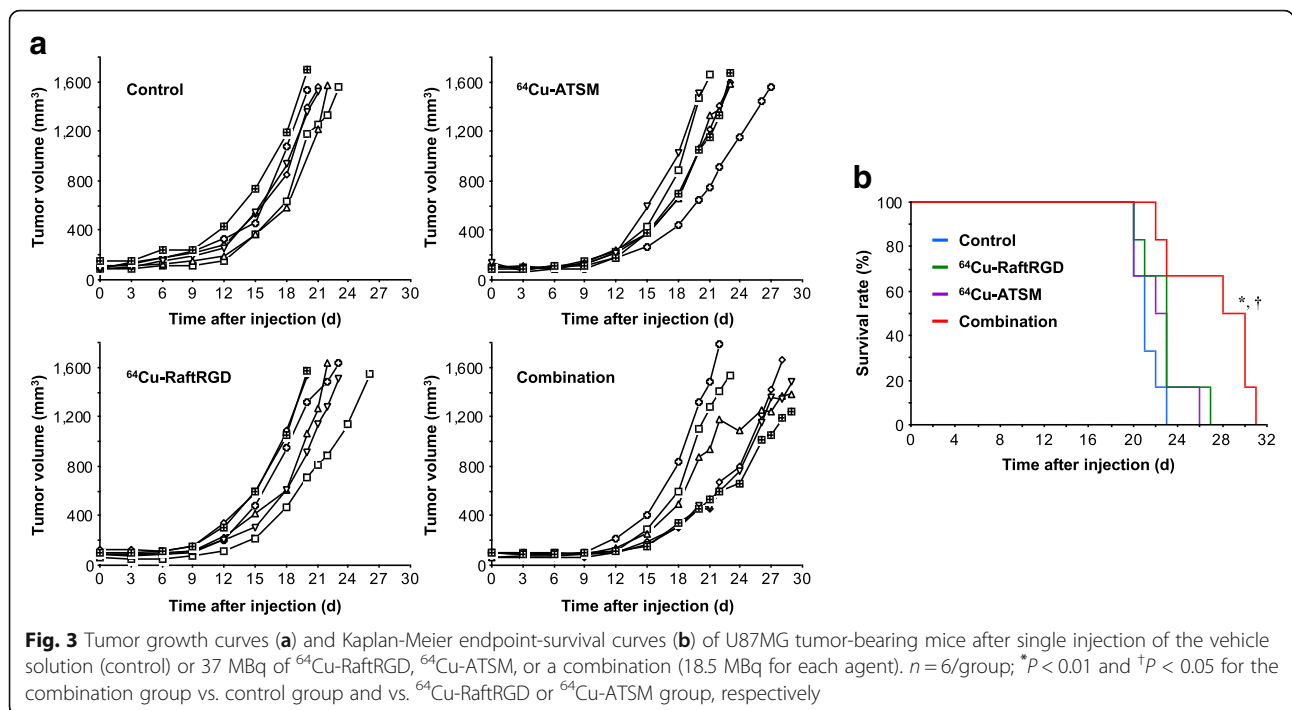 a
Control
Tumor volume (mm³)
1,600
1,200
800
400
0
0 3 6 9 12 15 18 21 24 27 30
Time after injection (d)
⁶⁴Cu-ATSM
Tumor volume (mm³)
1,600
1,200
800
400
0
0 3 6 9 12 15 18 21 24 27 30
Time after injection (d)
⁶⁴Cu-RaftRGD
Tumor volume (mm³)
1,600
1,200
800
400
0
0 3 6 9 12 15 18 21 24 27 30
Time after injection (d)
Combination
Tumor volume (mm³)
1,600
1,200
800
400
0
0 3 6 9 12 15 18 21 24 27 30
Time after injection (d)
b
Survival rate (%)
100
80
60
40
20
0
Control
⁶⁴Cu-RaftRGD
⁶⁴Cu-ATSM
Combination
*, †
0 4 8 12 16 20 24 28 32
Time after injection (d)
Fig. 3 Tumor growth curves (a) and Kaplan-Meier endpoint-survival curves (b) of U87MG tumor-bearing mice after single injection of the vehicle
solution (control) or 37 MBq of ⁶⁴Cu-RaftRGD, ⁶⁴Cu-ATSM, or a combination (18.5 MBq for each agent). n = 6/group; *P < 0.01 and †P < 0.05 for the
combination group vs. control group and vs. ⁶⁴Cu-RaftRGD or ⁶⁴Cu-ATSM group, respectively